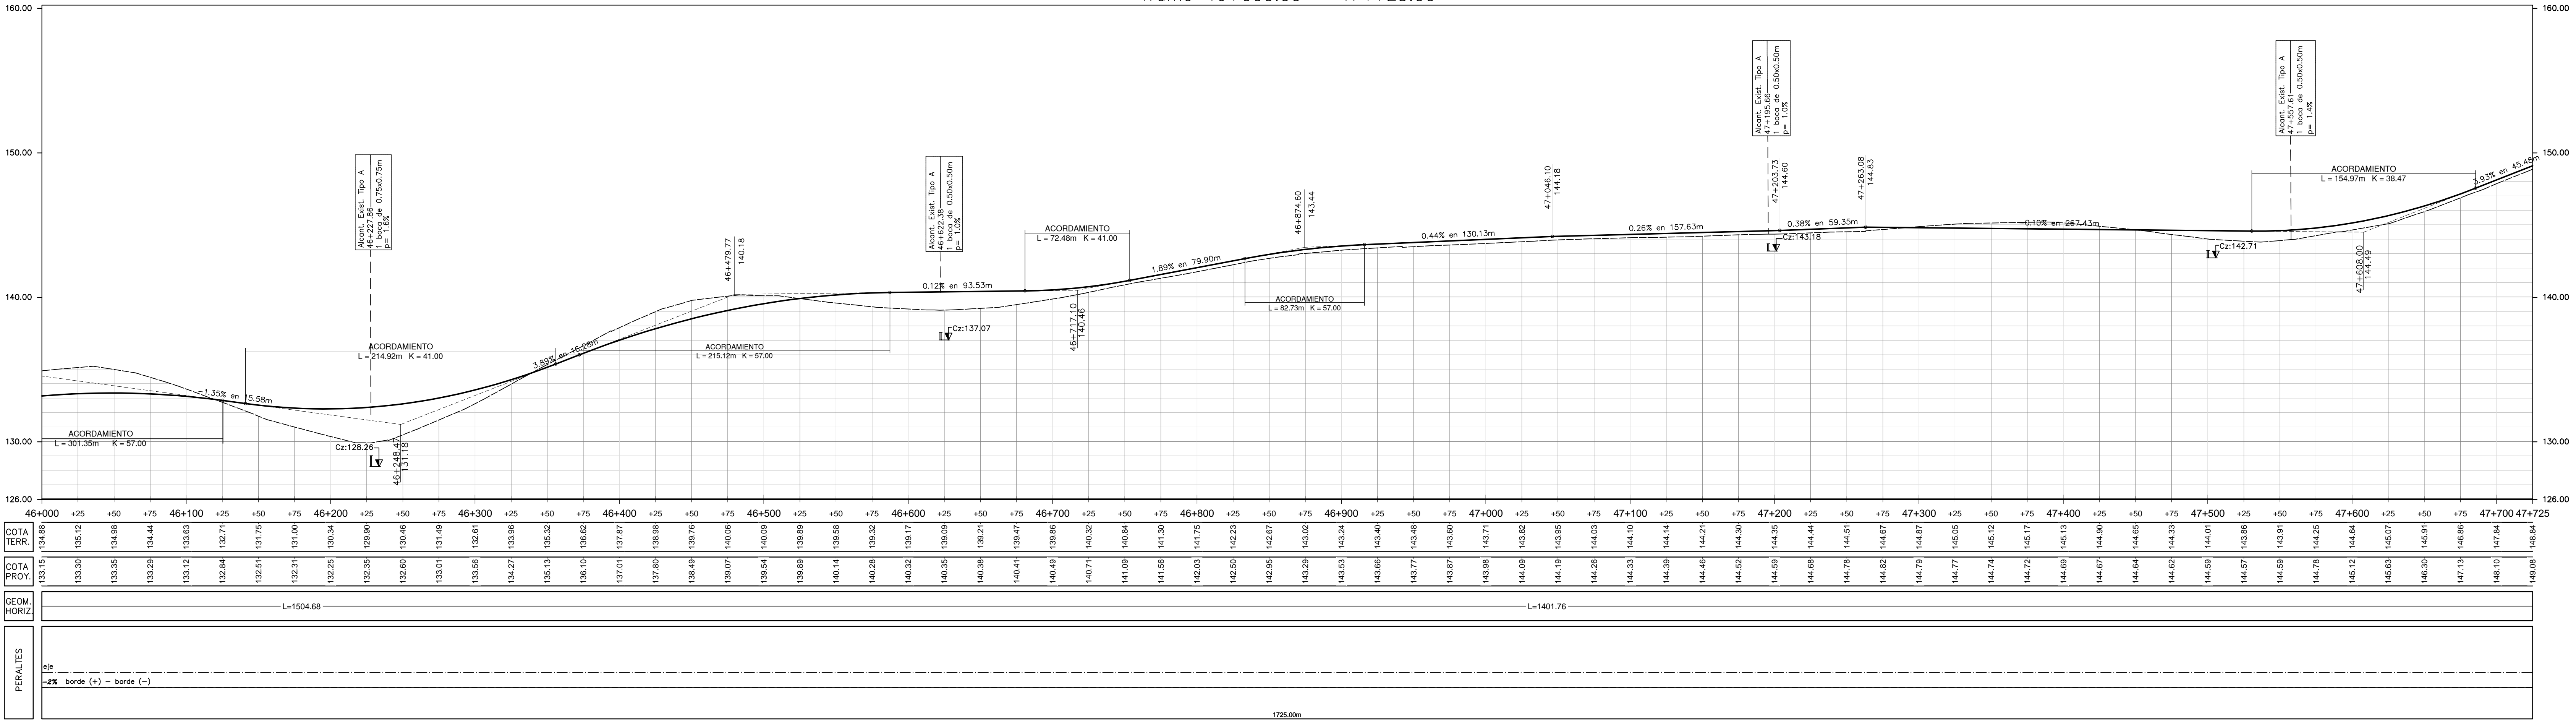 160.00
160.00
150.00
150.00
140.00
140.00
130.00
130.00
126.00
126.00
Alcant. Exist. Tipo A
46+227.86
1 boca de 0.75x0.75m
p= 1.6%
Alcant. Exist. Tipo A
46+622.38
1 boca de 0.50x0.50m
p= 1.0%
Alcant. Exist. Tipo A
47+195.66
1 boca de 0.50x0.50m
p= 1.0%
Alcant. Exist. Tipo A
47+557.61
1 boca de 0.50x0.50m
p= 1.4%
ACORDAMIENTO
L = 301.35m K = 57.00
-1.35% en 15.58m
ACORDAMIENTO
L = 214.92m K = 41.00
Cz:128.26
46+248.47
131.18
3.89% en 16.28m
ACORDAMIENTO
L = 215.12m K = 57.00
46+479.77
140.18
0.12% en 93.53m
Cz:137.07
ACORDAMIENTO
L = 72.48m K = 41.00
46+717.10
140.46
1.89% en 79.90m
46+874.60
143.44
ACORDAMIENTO
L = 82.73m K = 57.00
0.44% en 130.13m
47+046.10
144.18
0.26% en 157.63m
47+203.73
144.60
Cz:143.18
0.38% en 59.35m
47+263.08
144.83
-0.10% en 267.43m
Cz:142.71
ACORDAMIENTO
L = 154.97m K = 38.47
47+608.00
144.49
3.93% en 45.48m
46+000 +25 +50 +75 46+100 +25 +50 +75 46+200 +25 +50 +75 46+300 +25 +50 +75 46+400 +25 +50 +75 46+500 +25 +50 +75 46+600 +25 +50 +75 46+700 +25 +50 +75 46+800 +25 +50 +75 46+900 +25 +50 +75 47+000 +25 +50 +75 47+100 +25 +50 +75 47+200 +25 +50 +75 47+300 +25 +50 +75 47+400 +25 +50 +75 47+500 +25 +50 +75 47+600 +25 +50 +75 47+700 47+725
COTA
TERR.
134.88 135.12 134.98 134.44 133.63 132.71 131.75 131.00 130.34 129.90 130.46 131.49 132.61 133.96 135.32 136.62 137.87 138.98 139.76 140.06 140.09 139.89 139.58 139.32 139.17 139.09 139.21 139.47 139.86 140.32 140.84 141.30 141.75 142.23 142.67 143.02 143.24 143.40 143.48 143.60 143.71 143.82 143.95 144.03 144.10 144.14 144.21 144.30 144.35 144.44 144.51 144.67 144.87 145.05 145.12 145.17 145.13 144.90 144.65 144.33 144.01 143.86 143.91 144.25 144.64 145.07 145.91 146.86 147.84 148.84
COTA
PROY.
133.15 133.30 133.35 133.29 133.12 132.84 132.51 132.31 132.25 132.35 132.60 133.01 133.56 134.27 135.13 136.10 137.01 137.80 138.49 139.07 139.54 139.89 140.14 140.28 140.32 140.35 140.38 140.41 140.49 140.71 141.09 141.56 142.03 142.50 142.95 143.29 143.53 143.66 143.77 143.87 143.98 144.09 144.19 144.26 144.33 144.39 144.46 144.52 144.59 144.68 144.78 144.82 144.79 144.77 144.74 144.72 144.69 144.67 144.64 144.62 144.59 144.57 144.59 144.78 145.12 145.63 146.30 147.13 148.10 149.08
GEOM.
HORIZ.
L=1504.68
L=1401.76
PERALTES
eje
-2% borde (+) - borde (-)
1725.00m